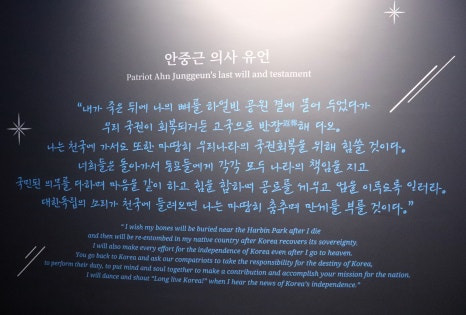 안중근 의사 유언
Patriot Ahn Junggeun's last will and testament
“내가 죽은 뒤에 나의 뼈를 하얼빈 공원 곁에 묻어 두었다가
우리 국권이 회복되거든 고국으로 반장返葬해 다오.
나는 천국에 가서도 또한 마땅히 우리나라의 국권회복을 위해 힘쓸 것이다.
너희들은 돌아가서 동포들에게 각각 모두 나라의 책임을 지고
국민된 의무를 다하며 마음을 같이 하고 힘을 합하여 공로를 세우고 업을 이루도록 일러라.
대한독립의 소리가 천국에 들려오면 나는 마땅히 춤추며 만세를 부를 것이다.”
“I wish my bones will be buried near the Harbin Park after I die
and then will be re-entombed in my native country after Korea recovers its sovereignty.
I will also make every effort for the independence of Korea even after I go to heaven.
You go back to Korea and ask our compatriots to take the responsibility for the destiny of Korea,
to perform their duty, to put mind and soul together to make a contribution and accomplish your mission for the nation.
I will dance and shout “Long live Korea!” when I hear the news of Korea's independence.”